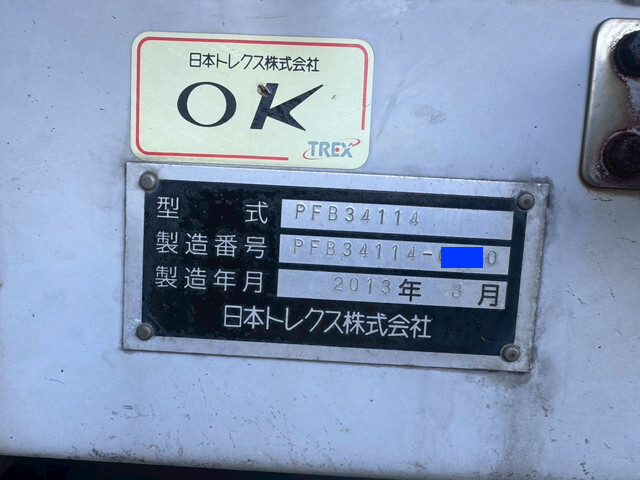 日本トレクス株式会社
OK
TREX
型式 PFB34114
製造番号 PFB34114- 0
製造年月 2013年 8月
日本トレクス株式会社